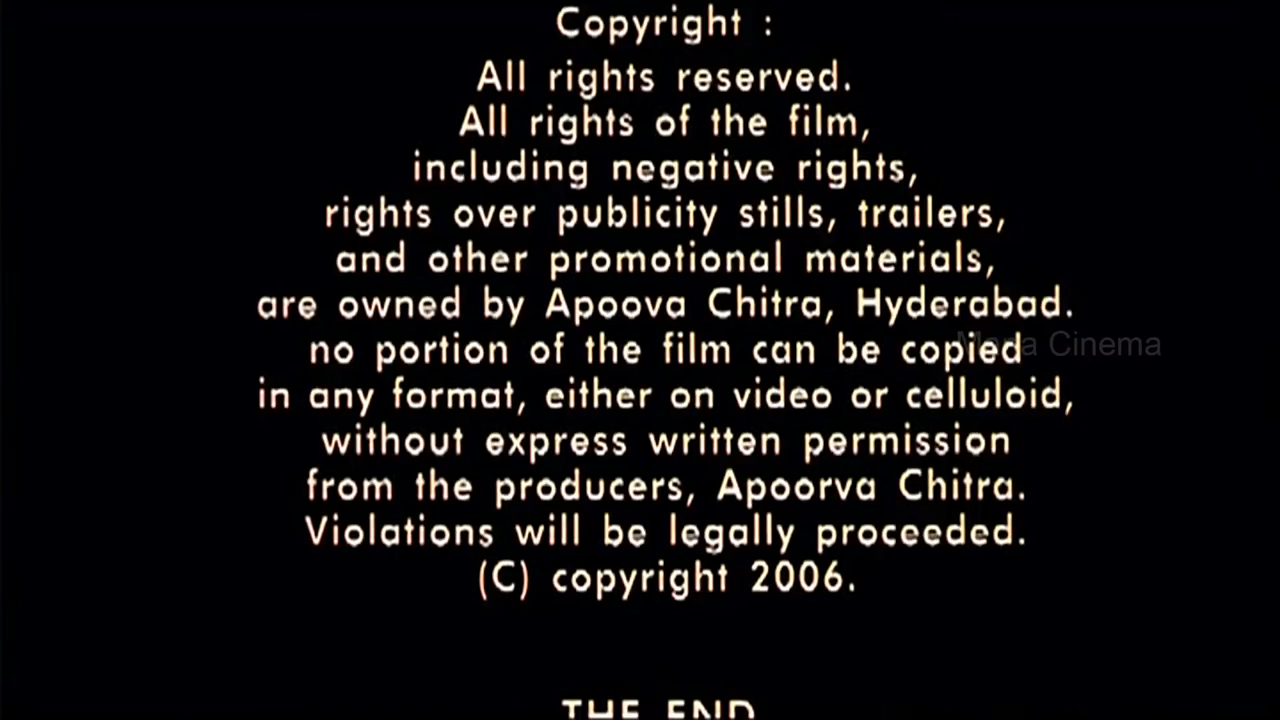 Copyright :
All rights reserved.
All rights of the film,
including negative rights,
rights over publicity stills, trailers,
and other promotional materials,
are owned by Apoova Chitra, Hyderabad.
no portion of the film can be copied
Cinema
in any format, either on video or celluloid,
without express written permission
from the producers, Apoorva Chitra.
Violations will be legally proceeded.
(C) copyright 2006.
THE END